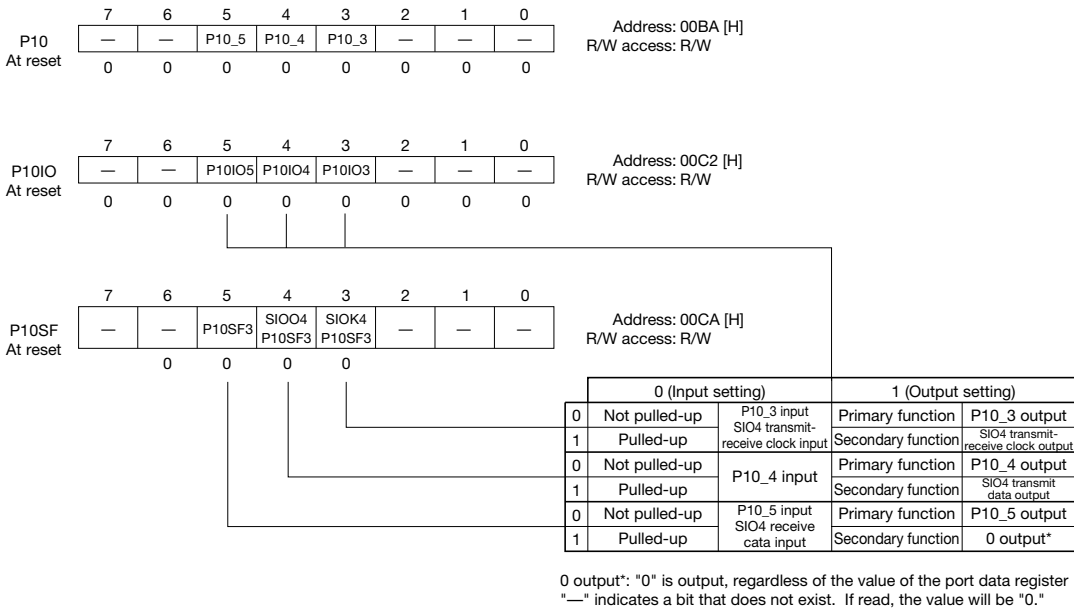 7 6 5 4 3 2 1 0
P10 — — P10_5 P10_4 P10_3 — — —
At reset 0 0 0 0 0 0 0 0
Address: 00BA [H]
R/W access: R/W
7 6 5 4 3 2 1 0
P10IO — — P10IO5 P10IO4 P10IO3 — — —
At reset 0 0 0 0 0 0 0 0
Address: 00C2 [H]
R/W access: R/W
7 6 5 4 3 2 1 0
P10SF — — P10SF3 SIOO4 P10SF3 SIOK4 P10SF3 — — —
At reset 0 0 0 0
Address: 00CA [H]
R/W access: R/W
0 (Input setting) 1 (Output setting)
0 Not pulled-up P10_3 input Primary function P10_3 output
SIO4 transmit-
receive clock input
1 Pulled-up Secondary function SIO4 transmit-
receive clock output
0 Not pulled-up P10_4 input Primary function P10_4 output
1 Pulled-up Secondary function SIO4 transmit
data output
0 Not pulled-up P10_5 input Primary function P10_5 output
SIO4 receive
cata input
1 Pulled-up Secondary function 0 output*
0 output*: "0" is output, regardless of the value of the port data register
"—" indicates a bit that does not exist. If read, the value will be "0."